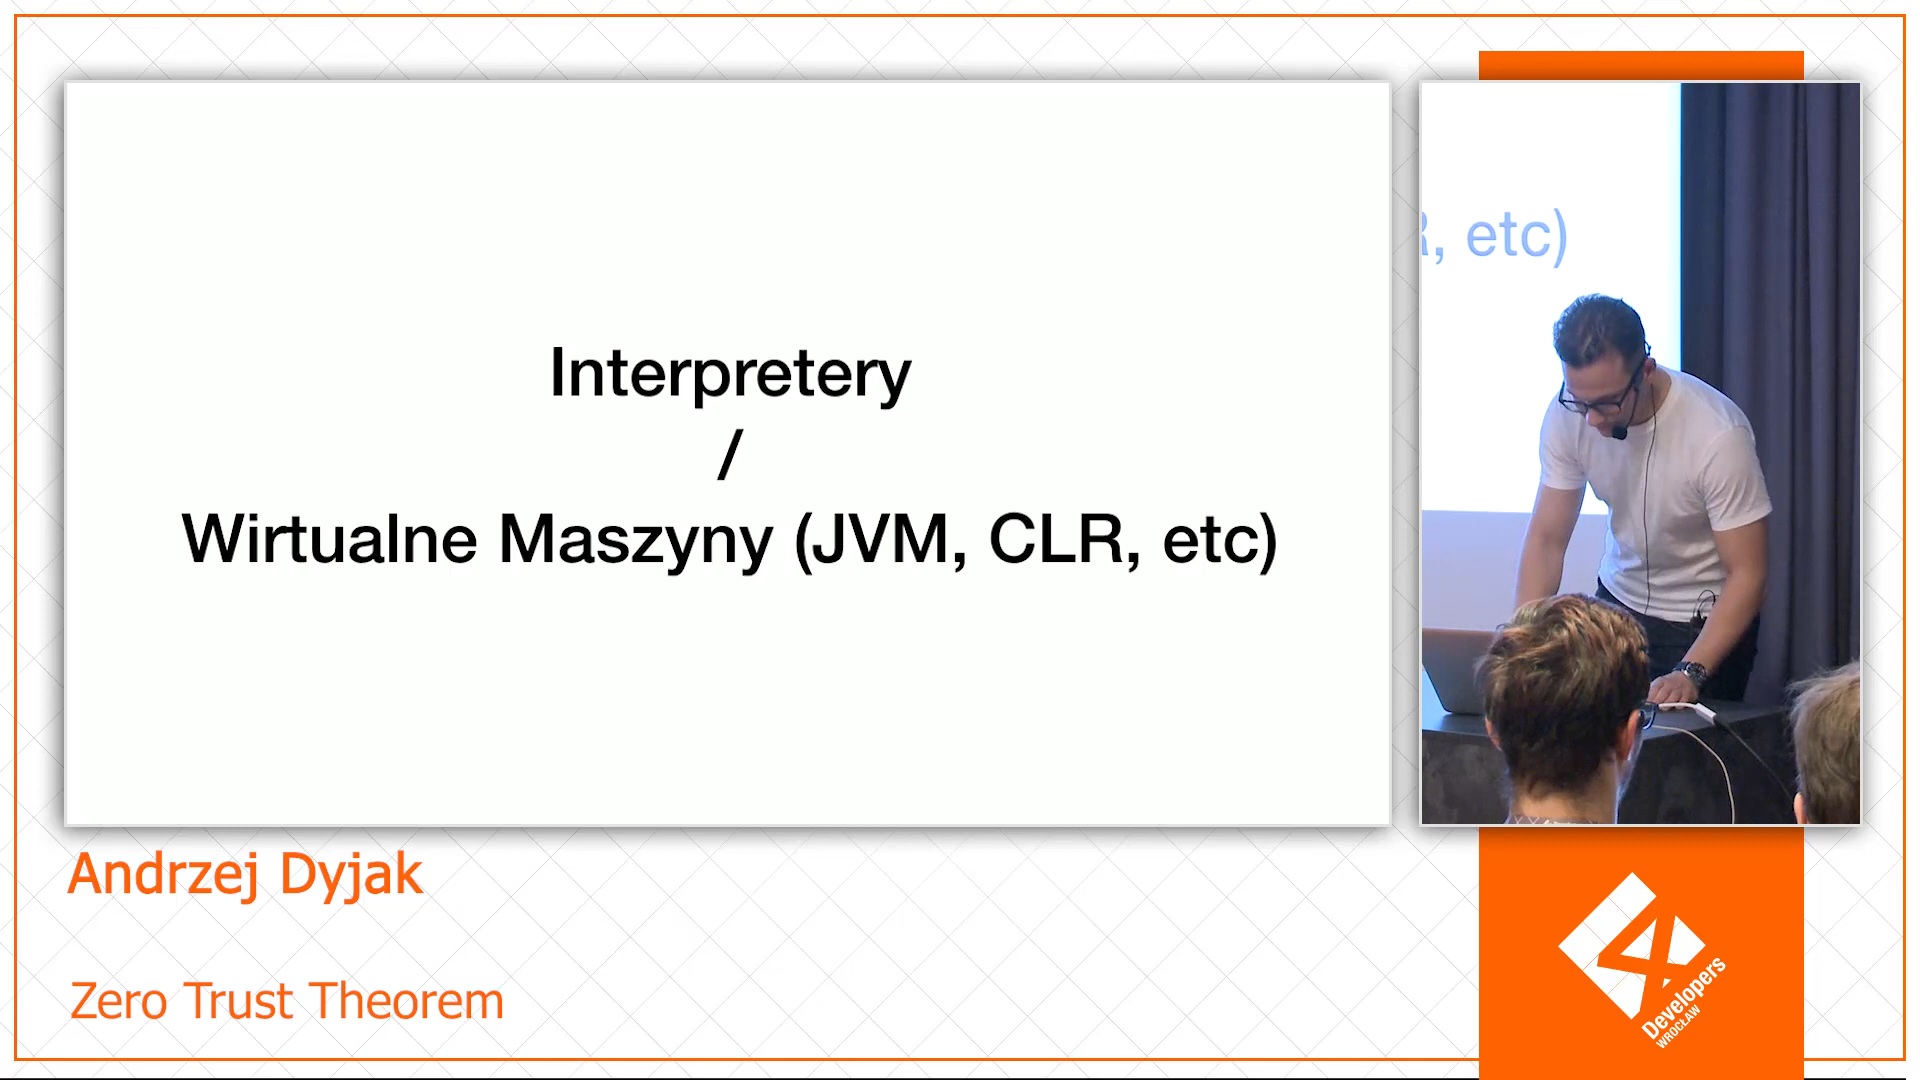 Interpretery
/
Wirtualne Maszyny (JVM, CLR, etc)
R, etc)
Andrzej Dyjak
Zero Trust Theorem
4
Developers
WROCŁAW